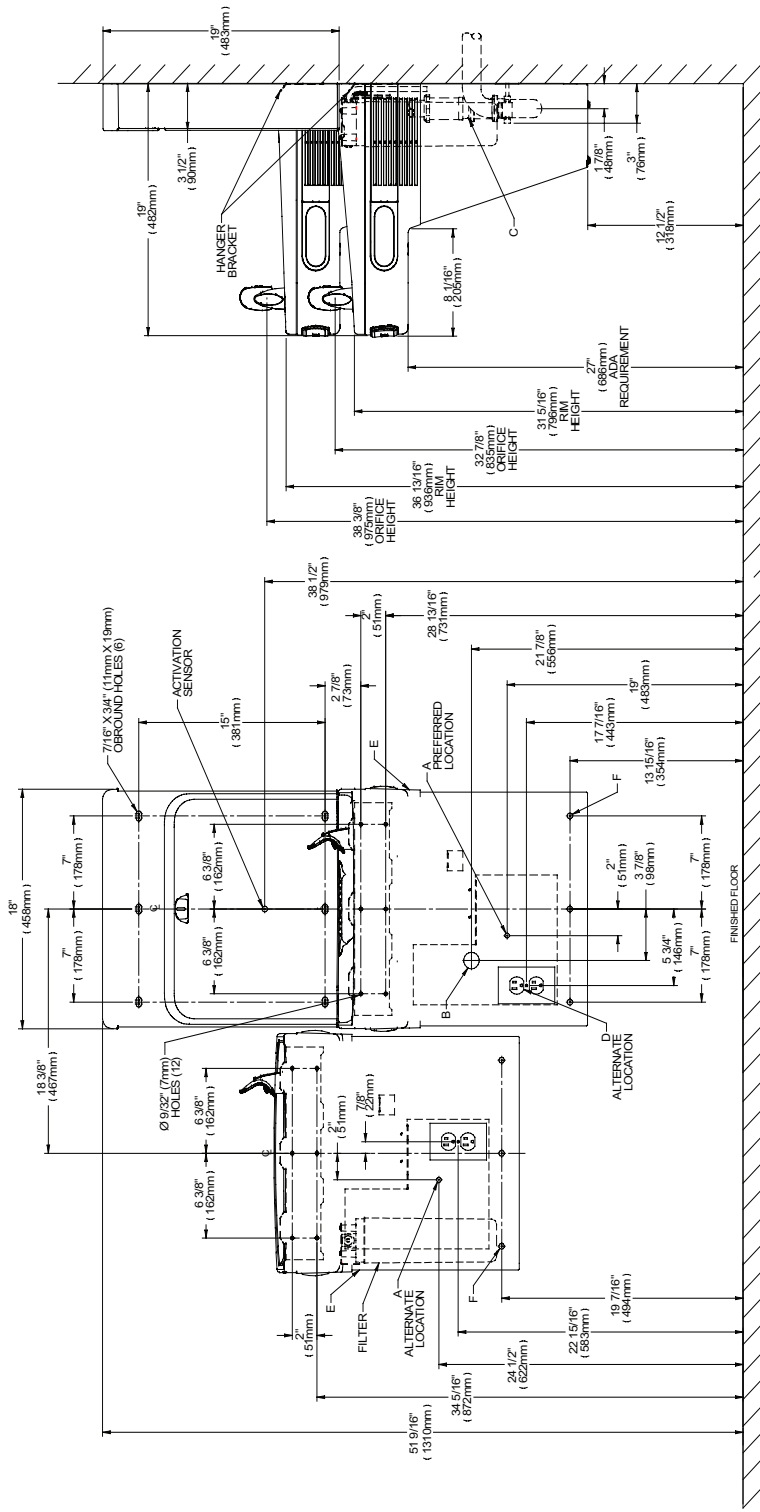 19"
(483mm)
19"
(482mm)
3 1/2"
(90mm)
HANGER
BRACKET
8 1/16"
(205mm)
C
1 7/8"
(48mm)
3"
(76mm)
12 1/2"
(318mm)
27"
(686mm)
ADA
REQUIREMENT
31 5/16"
(796mm)
RIM
HEIGHT
32 7/8"
(835mm)
ORIFICE
HEIGHT
36 13/16"
(936mm)
RIM
HEIGHT
38 3/8"
(975mm)
ORIFICE
HEIGHT
7/16" X 3/4" (11mm X 19mm)
OBROUND HOLES (6)
ACTIVATION
SENSOR
15"
(381mm)
38 1/2"
(979mm)
2"
(51mm)
2 7/8"
(73mm)
28 13/16"
(731mm)
21 7/8"
(556mm)
19"
(483mm)
17 7/16"
(443mm)
13 15/16"
(354mm)
18"
(458mm)
7"
(178mm)
7"
(178mm)
18 3/8"
(467mm)
6 3/8"
(162mm)
6 3/8"
(162mm)
E
A
PREFERRED
LOCATION
F
B
D
ALTERNATE
LOCATION
2"
(51mm)
3 7/8"
(98mm)
5 3/4"
(146mm)
7"
(178mm)
7"
(178mm)
FINISHED FLOOR
Ø 9/32" (7mm)
HOLES (12)
6 3/8"
(162mm)
6 3/8"
(162mm)
7/8"
(22mm)
2"
(51mm)
2"
(51mm)
E
FILTER
A
ALTERNATE
LOCATION
F
19 7/16"
(494mm)
22 15/16"
(583mm)
24 1/2"
(622mm)
34 5/16"
(872mm)
51 9/16"
(1310mm)